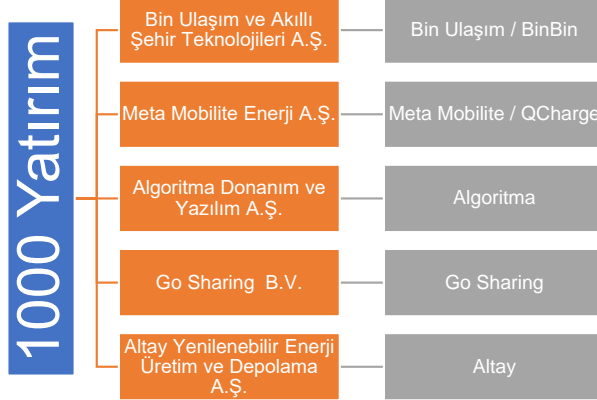 1000 Yatırım
Bin Ulaşım ve Akıllı
Şehir Teknolojileri A.Ş.
Bin Ulaşım / BinBin
Meta Mobilite Enerji A.Ş.
Meta Mobilite / QCharge
Algoritma Donanım ve
Yazılım A.Ş.
Algoritma
Go Sharing B.V.
Go Sharing
Altay Yenilenebilir Enerji
Üretim ve Depolama
A.Ş.
Altay